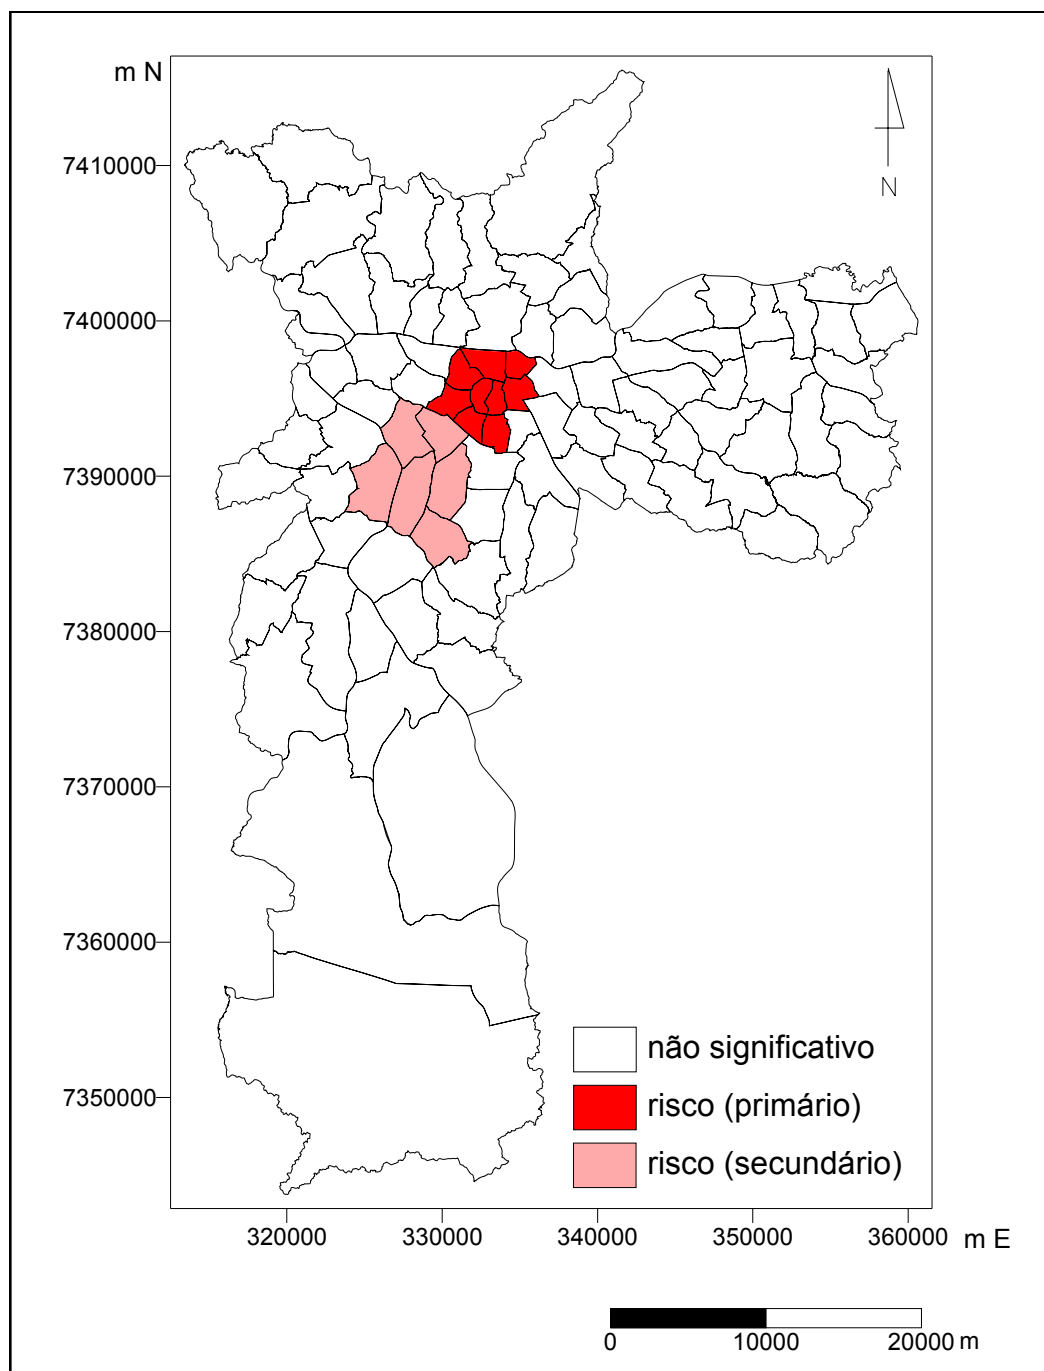 m N
N
7410000
7400000
7390000
7380000
7370000
7360000
7350000
não significativo
risco (primário)
risco (secundário)
320000 330000 340000 350000 360000 m E
0 10000 20000 m